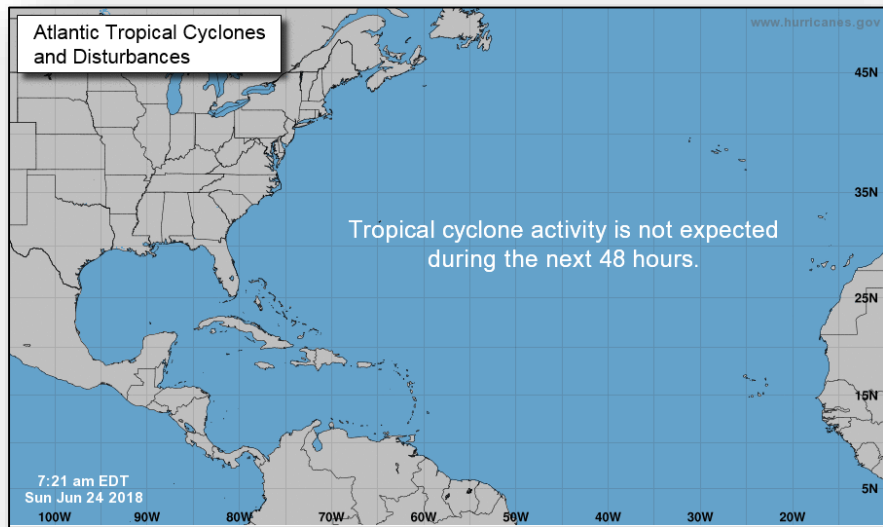 Atlantic Tropical Cyclones
and Disturbances
www.hurricanes.gov
45N
35N
Tropical cyclone activity is not expected
during the next 48 hours.
25N
15N
7:21 am EDT
Sun Jun 24 2018
5N
100W 90W 80W 70W 60W 50W 40W 30W 20W